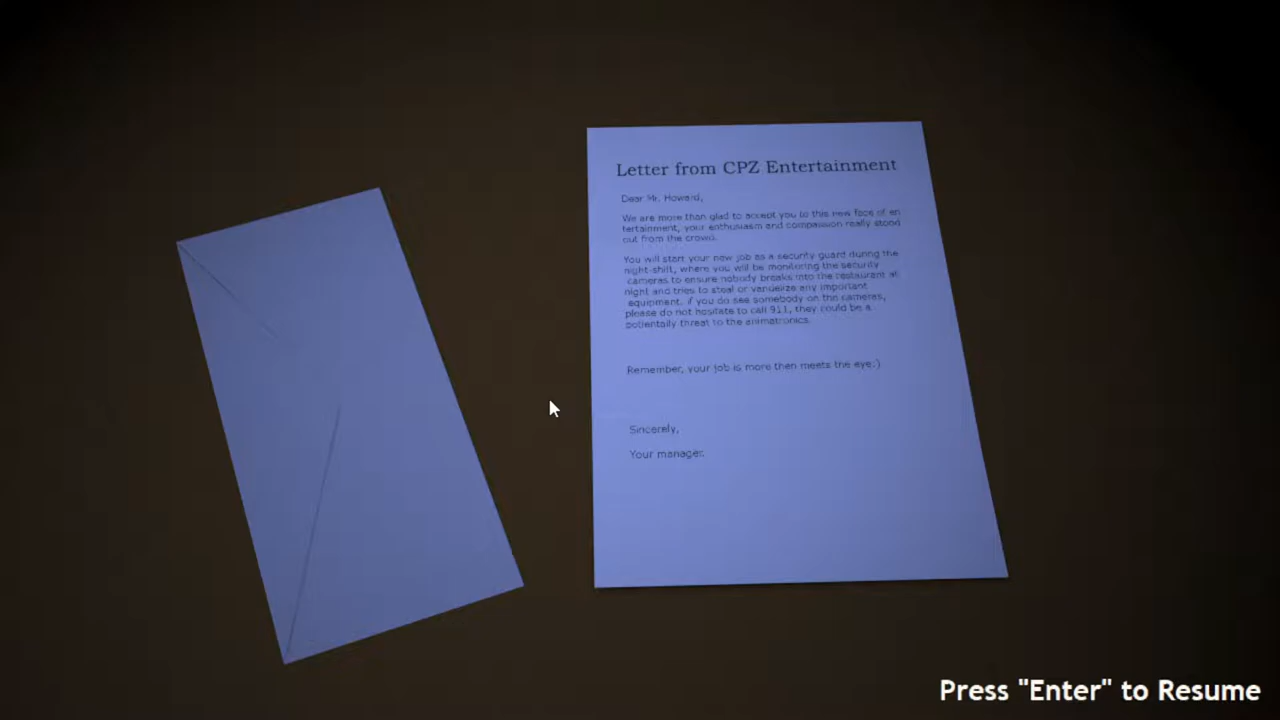 Letter from CPZ Entertainment
Dear Mr. Howard,
We are more than glad to accept you to this new face of en
tertainment, your enthusiasm and compassion really stood
out from the crowd.
You will start your new job as a security guard during the
night-shift, where you will be monitoring the security
cameras to ensure nobody breaks into the restaurant at
night and tries to steal or vandelize any important
equipment. if you do see somebody on the cameras,
please do not hesitate to call 911, they could be a
potientally threat to the animatronics.
Remember, your job is more then meets the eye:)
Sincerely,
Your manager.
Press "Enter" to Resume